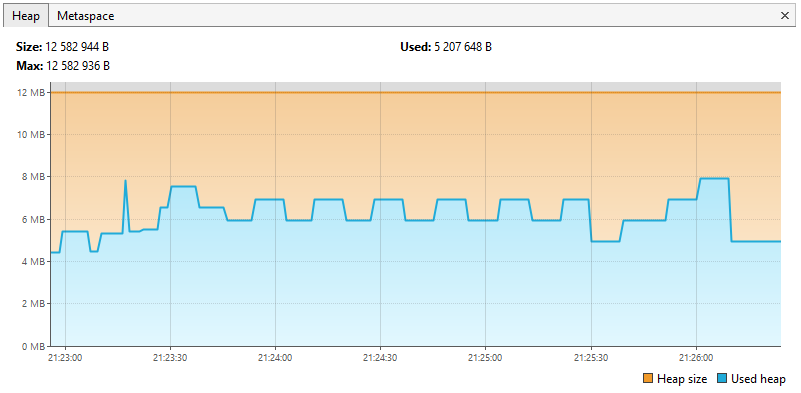 Heap Metaspace ×
Size: 12 582 944 B Used: 5 207 648 B
Max: 12 582 936 B
12 MB
10 MB
8 MB
6 MB
4 MB
2 MB
0 MB
21:23:00 21:23:30 21:24:00 21:24:30 21:25:00 21:25:30 21:26:00
Heap size Used heap